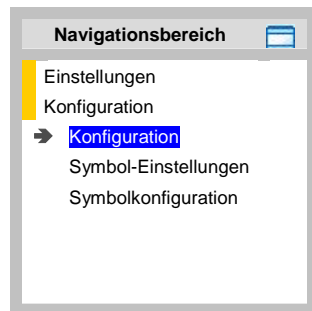 Navigationsbereich
Einstellungen
Konfiguration
Konfiguration
Symbol-Einstellungen
Symbolkonfiguration